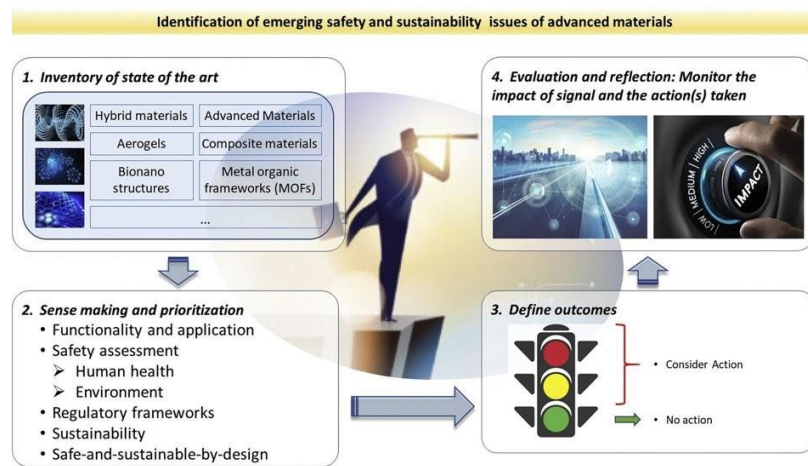 Identification of emerging safety and sustainability issues of advanced materials
1. Inventory of state of the art
Hybrid materials
Advanced Materials
Aerogels
Composite materials
Bionano
structures
Metal organic
frameworks (MOFs)
...
2. Sense making and prioritization
• Functionality and application
• Safety assessment
➢ Human health
➢ Environment
• Regulatory frameworks
• Sustainability
• Safe-and-sustainable-by-design
3. Define outcomes
• Consider Action
• No action
4. Evaluation and reflection: Monitor the
impact of signal and the action(s) taken
LOW | MEDIUM | HIGH |
IMPACT